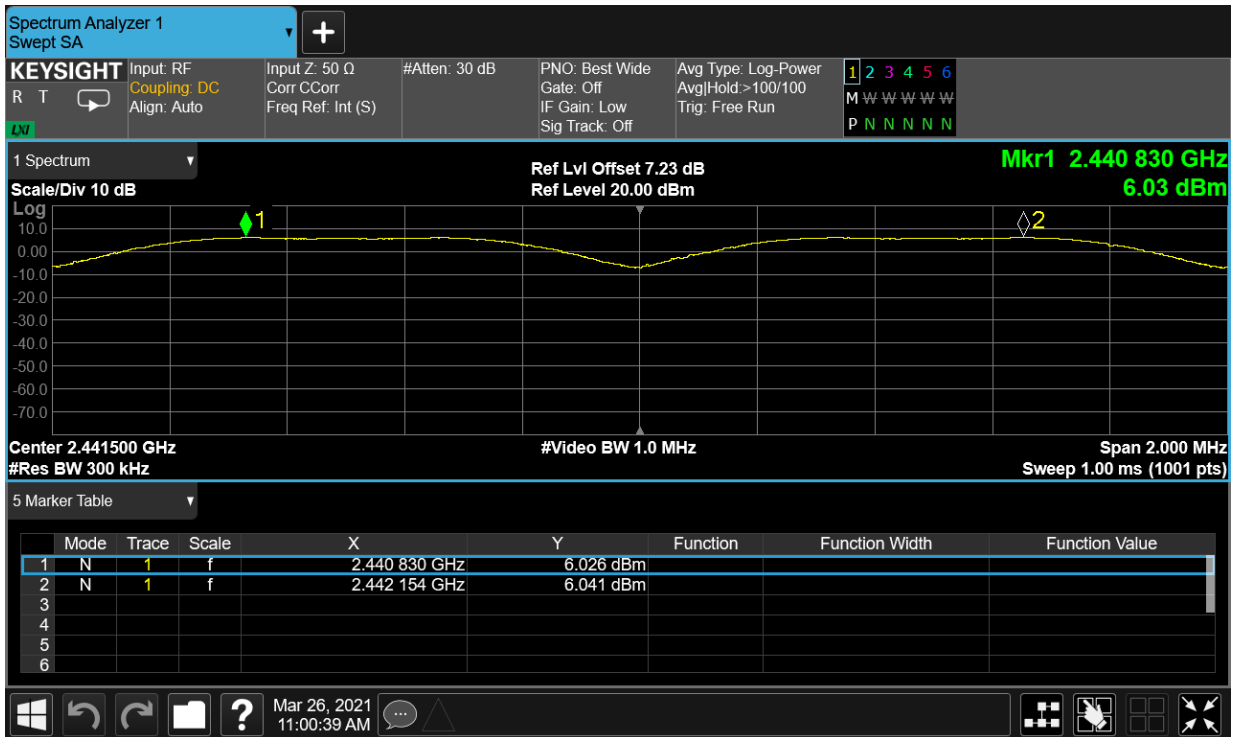 Spectrum Analyzer 1
Swept SA
+
KEYSIGHT
R T
LXI
Input: RF
Coupling: DC
Align: Auto
Input Z: 50 Ω
Corr CCorr
Freq Ref: Int (S)
#Atten: 30 dB
PNO: Best Wide
Gate: Off
IF Gain: Low
Sig Track: Off
Avg Type: Log-Power
Avg|Hold:>100/100
Trig: Free Run
1 2 3 4 5 6
M W W W W W
P N N N N N
1 Spectrum
Scale/Div 10 dB
Ref Lvl Offset 7.23 dB
Ref Level 20.00 dBm
Mkr1 2.440 830 GHz
6.03 dBm
Log
10.0
0.00
-10.0
-20.0
-30.0
-40.0
-50.0
-60.0
-70.0
1
2
Center 2.441500 GHz
#Res BW 300 kHz
#Video BW 1.0 MHz
Span 2.000 MHz
Sweep 1.00 ms (1001 pts)
5 Marker Table
Mode Trace Scale X Y Function Function Width Function Value
1 N 1 f 2.440 830 GHz 6.026 dBm
2 N 1 f 2.442 154 GHz 6.041 dBm
3
4
5
6
?
Mar 26, 2021
11:00:39 AM